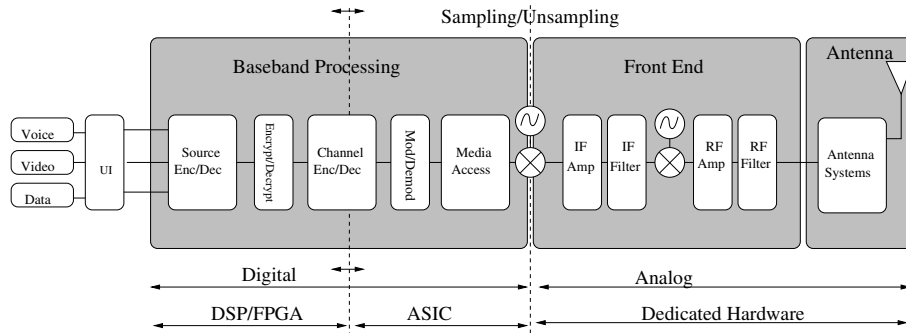 Sampling/Unsampling
Baseband Processing
Front End
Antenna
Voice
Video
Data
UI
Source
Enc/Dec
Encrypt/Decrypt
Channel
Enc/Dec
Mod/Demod
Media
Access
IF
Amp
IF
Filter
RF
Amp
RF
Filter
Antenna
Systems
Digital
Analog
DSP/FPGA
ASIC
Dedicated Hardware